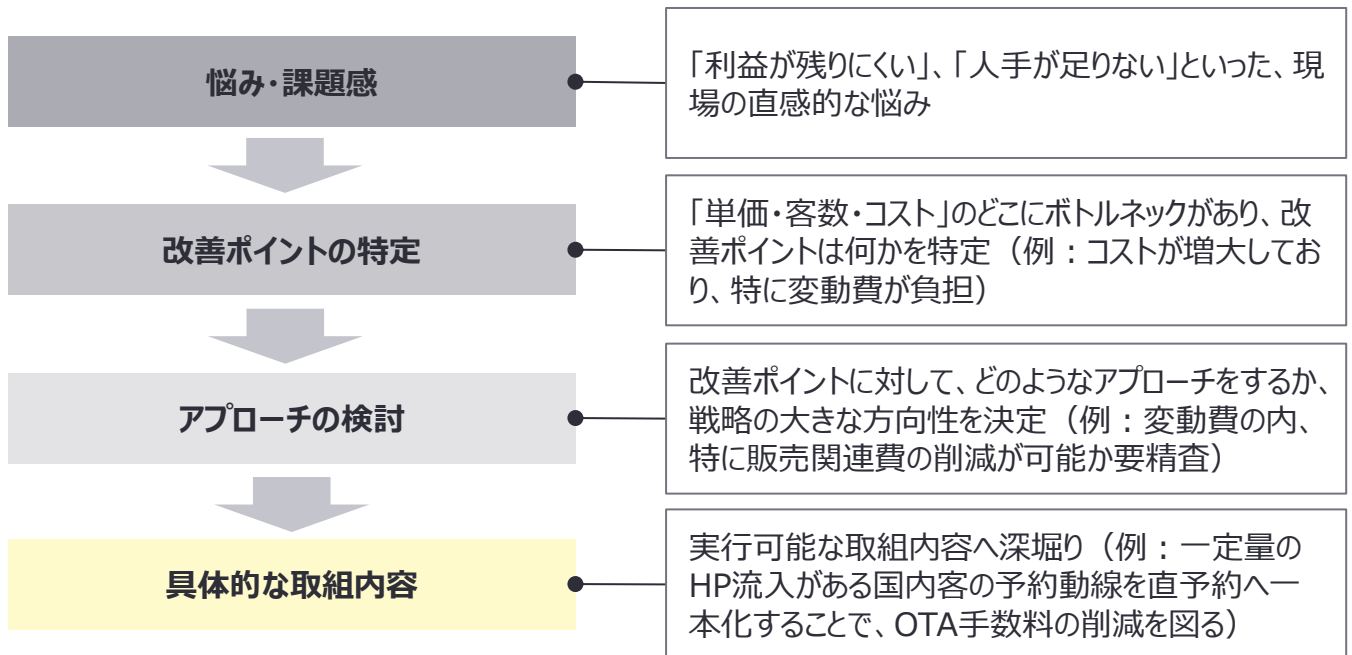 悩み・課題感
「利益が残りにくい」、「人手が足りない」といった、現
場の直感的な悩み
改善ポイントの特定
「単価・客数・コスト」のどこにボトルネックがあり、改
善ポイントは何かを特定（例：コストが増大してお
り、特に変動費が負担）
アプローチの検討
改善ポイントに対して、どのようなアプローチをするか、
戦略の大きな方向性を決定（例：変動費の内、
特に販売関連費の削減が可能か要精査）
具体的な取組内容
実行可能な取組内容へ深堀り（例：一定量の
HP流入がある国内客の予約動線を直予約へ一
本化することで、OTA手数料の削減を図る）